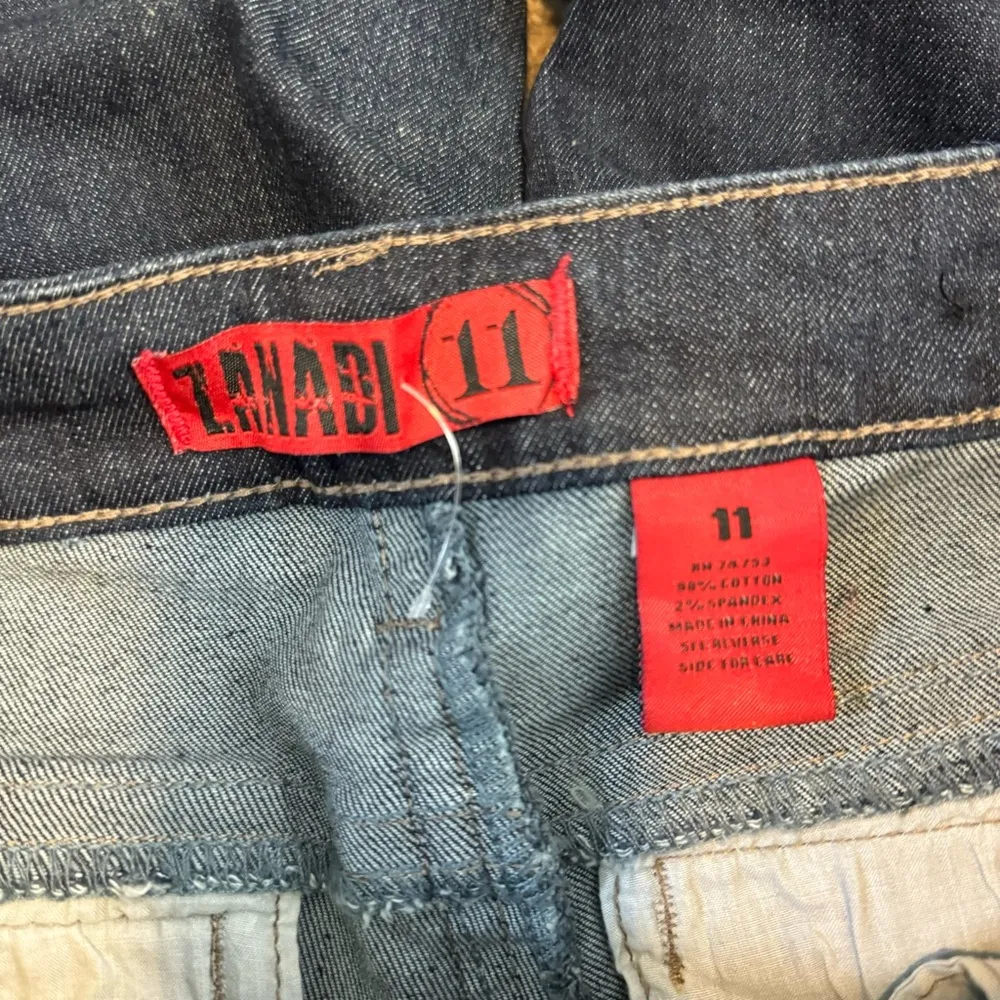 ZANADI 11
11
RN 74753
98% COTTON
2% SPANDEX
MADE IN CHINA
SEE REVERSE
SIDE FOR CARE